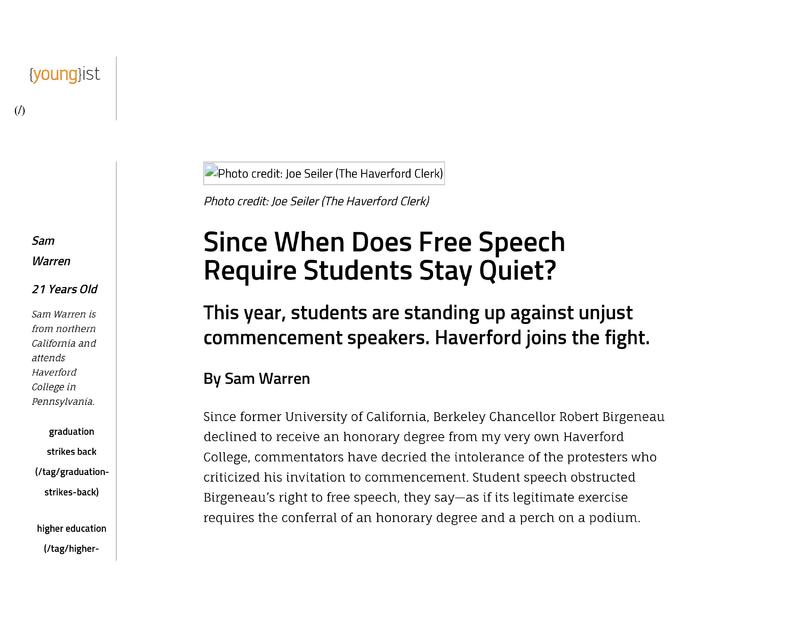 {young}ist
(/)
Photo credit: Joe Seiler (The Haverford Clerk)
Photo credit: Joe Seiler (The Haverford Clerk)
Sam
Warren
21 Years Old
Sam Warren is
from northern
California and
attends
Haverford
College in
Pennsylvania.
graduation
strikes back
(/tag/graduation-
strikes-back)
higher education
(/tag/higher-
Since When Does Free Speech
Require Students Stay Quiet?
This year, students are standing up against unjust
commencement speakers. Haverford joins the fight.
By Sam Warren
Since former University of California, Berkeley Chancellor Robert Birgeneau
declined to receive an honorary degree from my very own Haverford
College, commentators have decried the intolerance of the protesters who
criticized his invitation to commencement. Student speech obstructed
Birgeneau’s right to free speech, they say—as if its legitimate exercise
requires the conferral of an honorary degree and a perch on a podium.